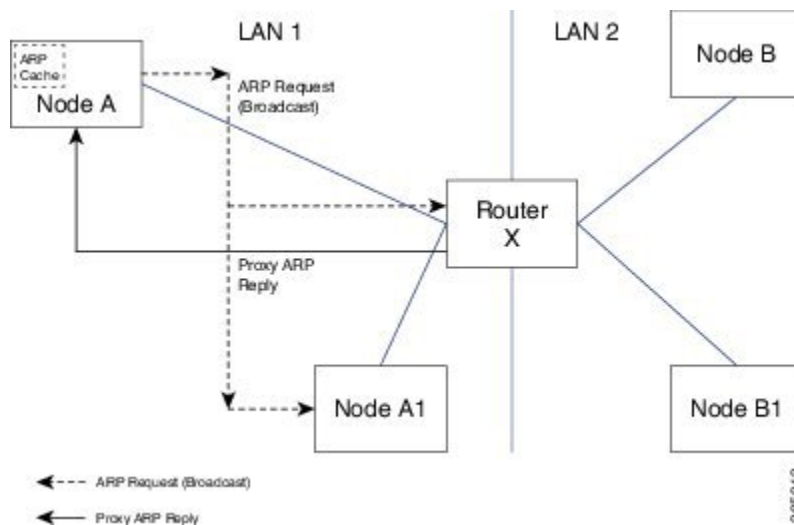 LAN 1
LAN 2
ARP
Cache
Node A
ARP Request
(Broadcast)
Node B
Router
X
Proxy ARP
Reply
Node A1
Node B1
ARP Request (Broadcast)
Proxy ARP Reply